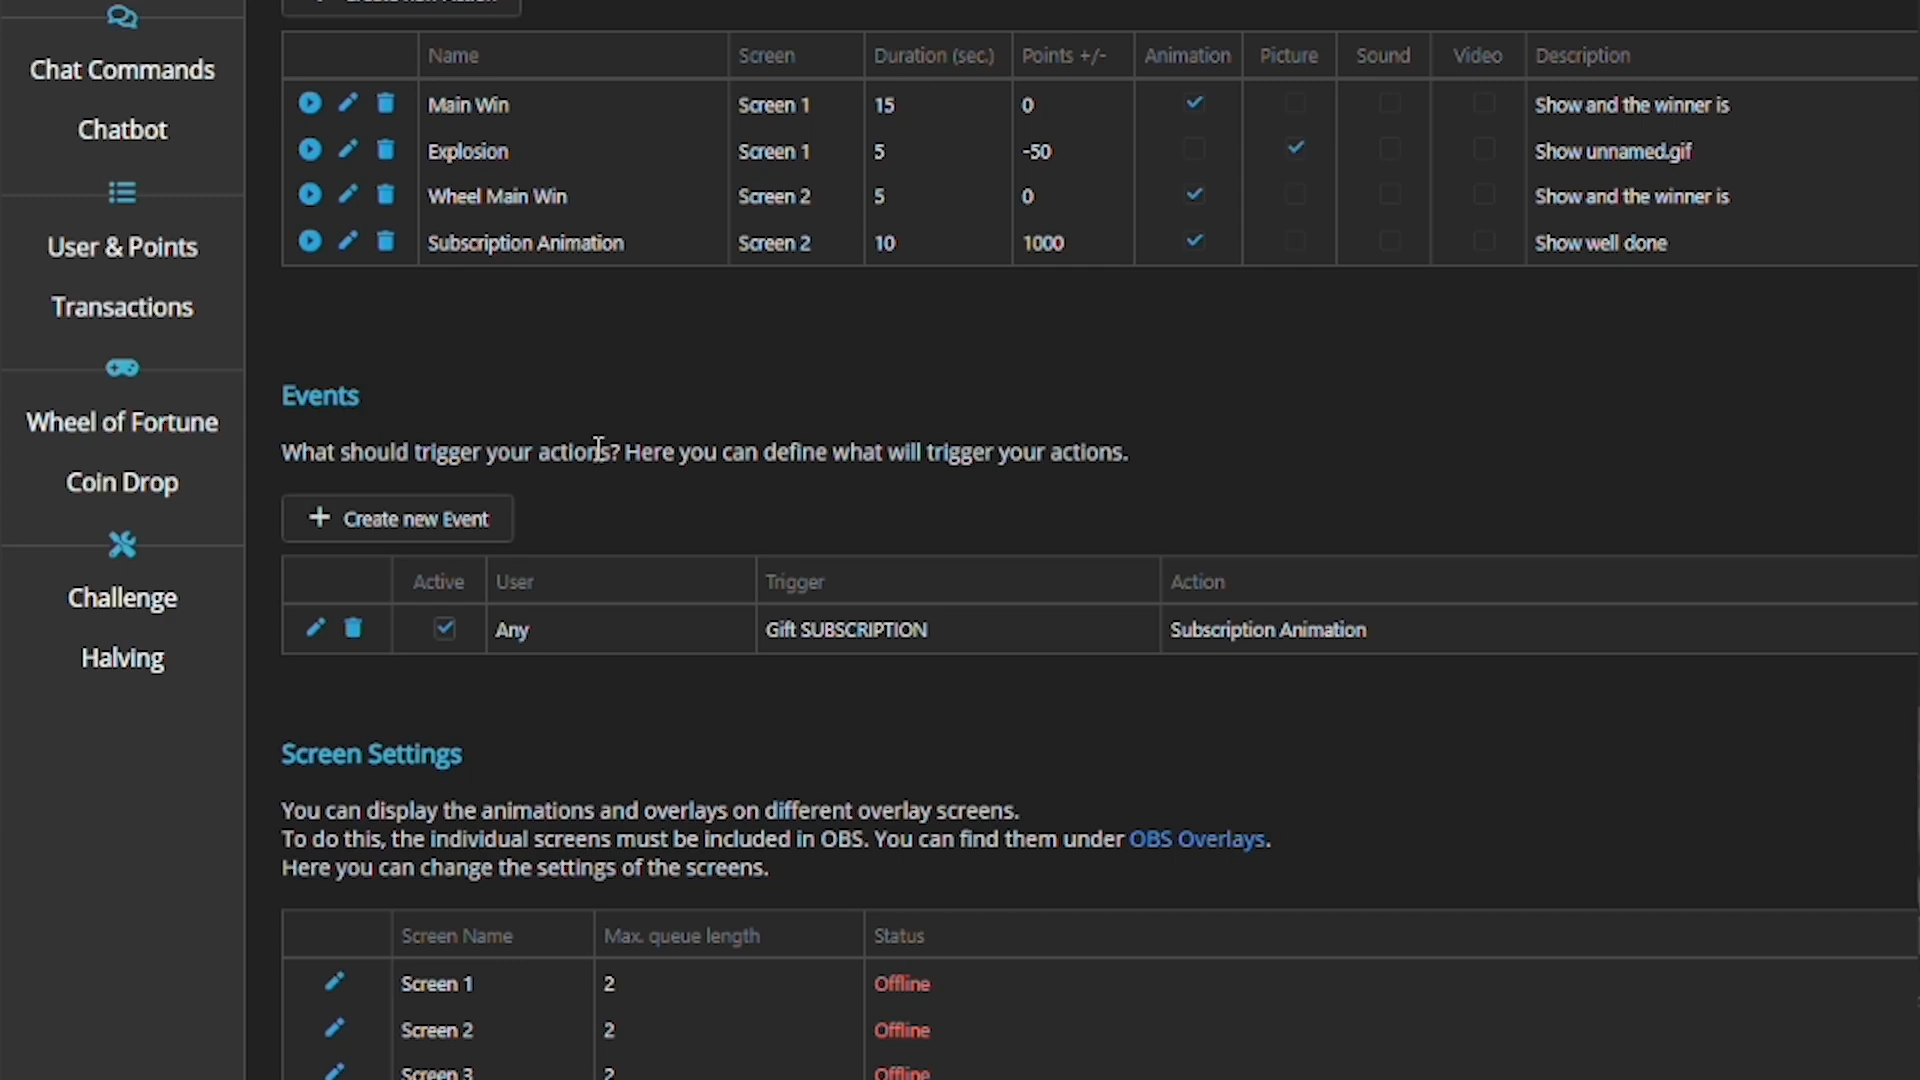 Chat Commands
Chatbot
User & Points
Transactions
Wheel of Fortune
Coin Drop
Challenge
Halving
Create new Action
Name Screen Duration (sec.) Points +/- Animation Picture Sound Video Description
Main Win Screen 1 15 0 Show and the winner is
Explosion Screen 1 5 -50 Show unnamed.gif
Wheel Main Win Screen 2 5 0 Show and the winner is
Subscription Animation Screen 2 10 1000 Show well done
Events
What should trigger your actions? Here you can define what will trigger your actions.
+ Create new Event
Active User Trigger Action
Any Gift SUBSCRIPTION Subscription Animation
Screen Settings
You can display the animations and overlays on different overlay screens.
To do this, the individual screens must be included in OBS. You can find them under OBS Overlays.
Here you can change the settings of the screens.
Screen Name Max. queue length Status
Screen 1 2 Offline
Screen 2 2 Offline
Screen 3 2 Offline